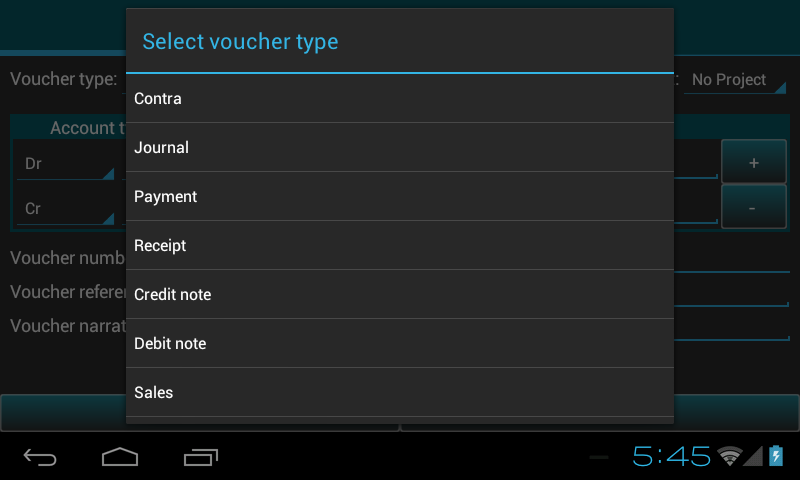 Select voucher type
Voucher type:
:
No Project
Contra
Account t
Journal
Dr
+
Payment
Cr
-
Receipt
Voucher numb
Credit note
Voucher refere
Voucher narrat
Debit note
Sales
5:45